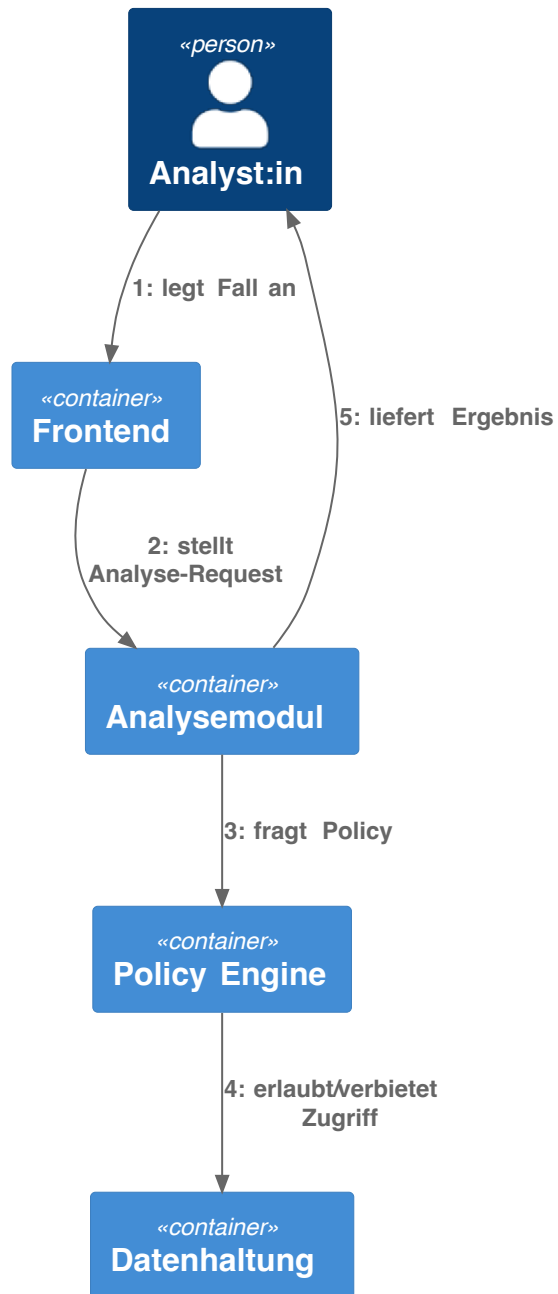 «person»
Analyst:in
1: legt Fall an
«container»
Frontend
5: liefert Ergebnis
2: stellt
Analyse-Request
«container»
Analysemodul
3: fragt Policy
«container»
Policy Engine
4: erlaubt/verbietet
Zugriff
«container»
Datenhaltung